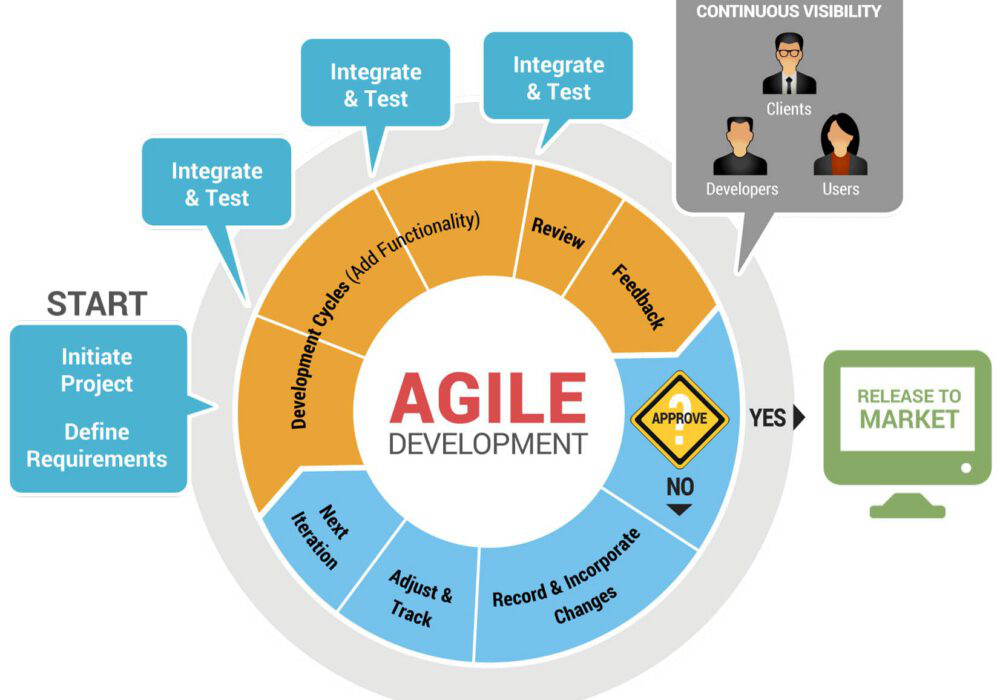 CONTINUOUS VISIBILITY
Clients
Developers
Users
Integrate
& Test
Integrate
& Test
Integrate
& Test
START
Initiate
Project
Define
Requirements
Development Cycles (Add Functionality)
Review
Feedback
AGILE
DEVELOPMENT
?
APPROVE
YES
NO
RELEASE TO
MARKET
Record & Incorporate
Changes
Adjust &
Track
Next
Iteration